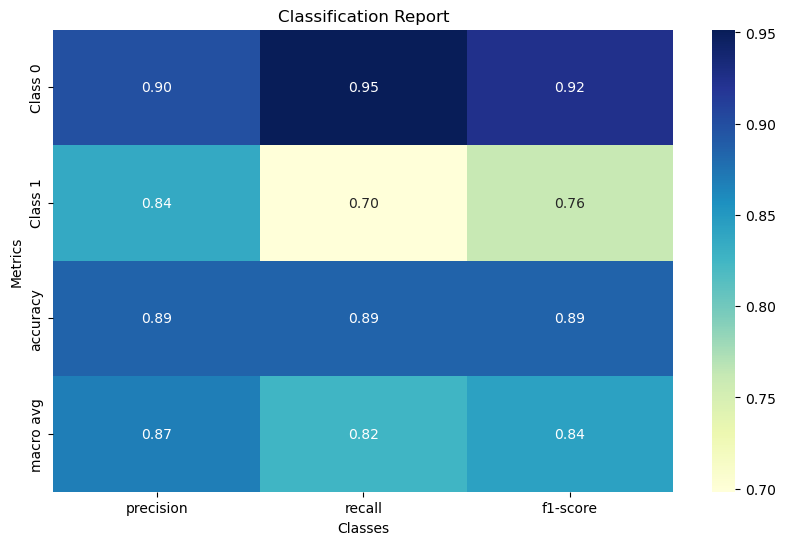 Classification Report
Metrics
Class 0
0.90 0.95 0.92
Class 1
0.84 0.70 0.76
accuracy
0.89 0.89 0.89
macro avg
0.87 0.82 0.84
precision recall f1-score
Classes
0.95
0.90
0.85
0.80
0.75
0.70